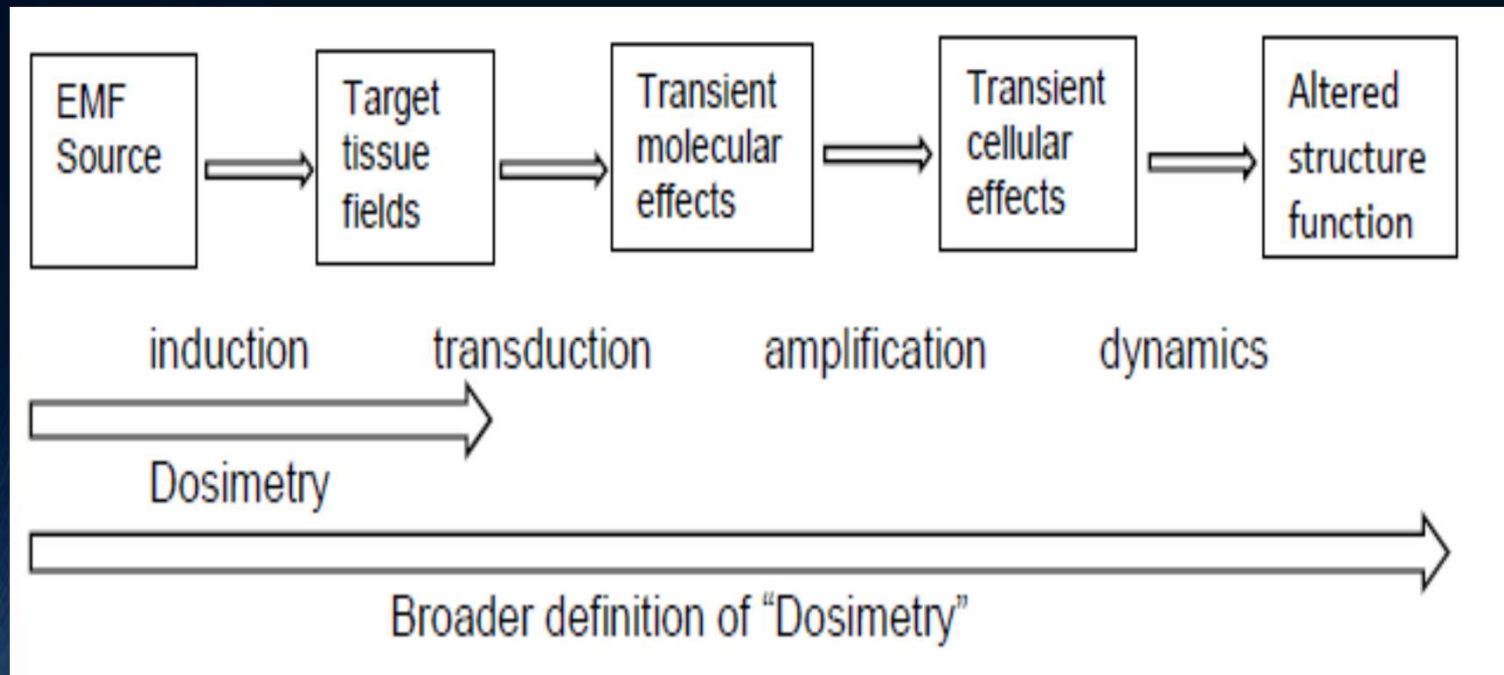 EMF
Source
Target
tissue
fields
Transient
molecular
effects
Transient
cellular
effects
Altered
structure
function
induction
transduction
amplification
dynamics
Dosimetry
Broader definition of “Dosimetry”